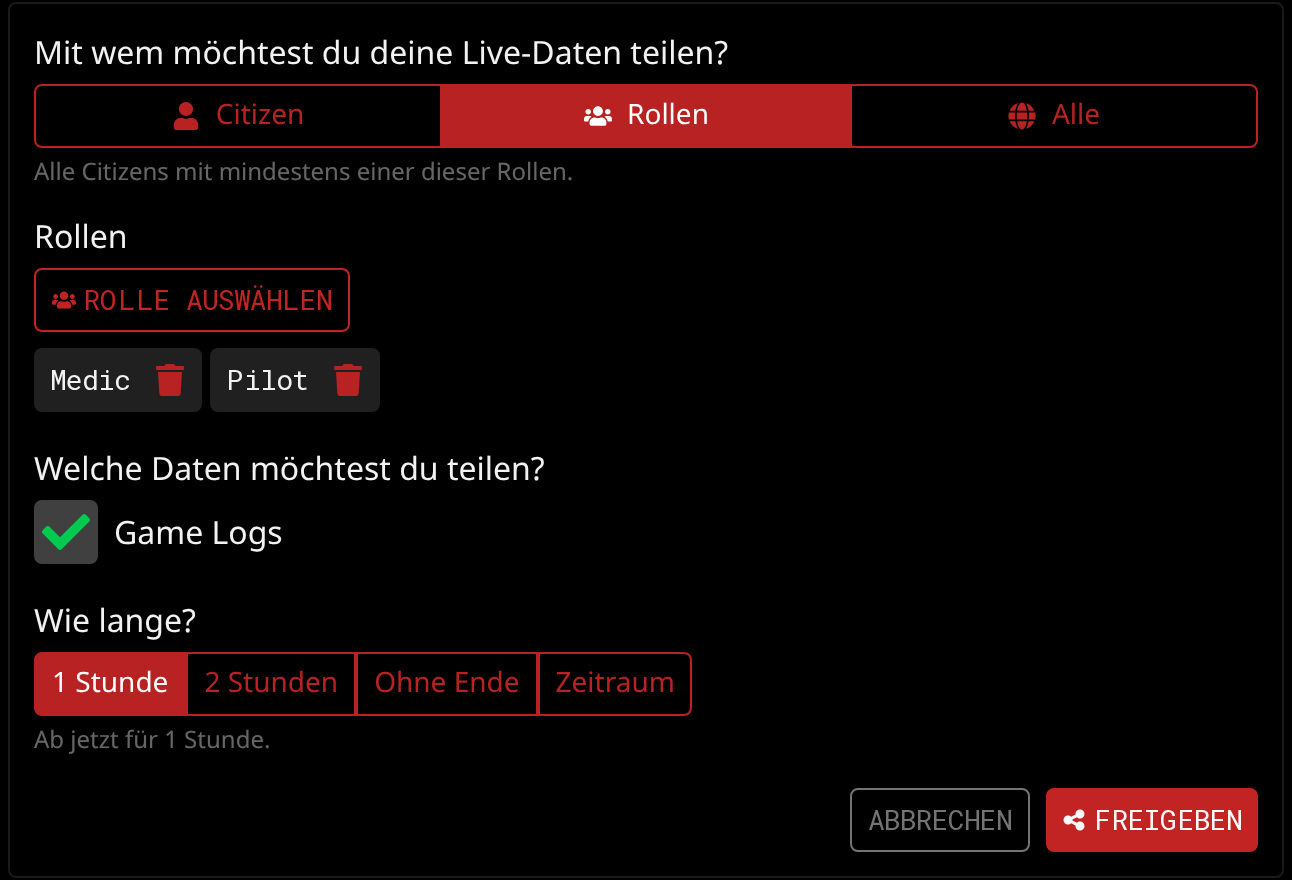 Mit wem möchtest du deine Live-Daten teilen?
Citizen Rollen Alle
Alle Citizens mit mindestens einer dieser Rollen.
Rollen
ROLLE AUSWÄHLEN
Medic Pilot
Welche Daten möchtest du teilen?
Game Logs
Wie lange?
1 Stunde 2 Stunden Ohne Ende Zeitraum
Ab jetzt für 1 Stunde.
ABBRECHEN FREIGEBEN